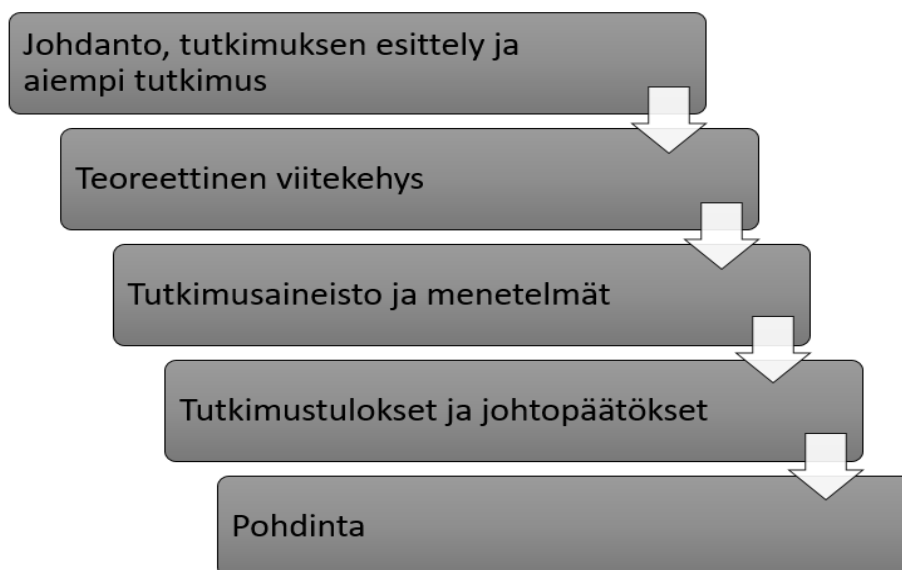 Johdanto, tutkimuksen esittely ja
aiempi tutkimus
Teoreettinen viitekehys
Tutkimusaineisto ja menetelmät
Tutkimustulokset ja johtopäätökset
Pohdinta